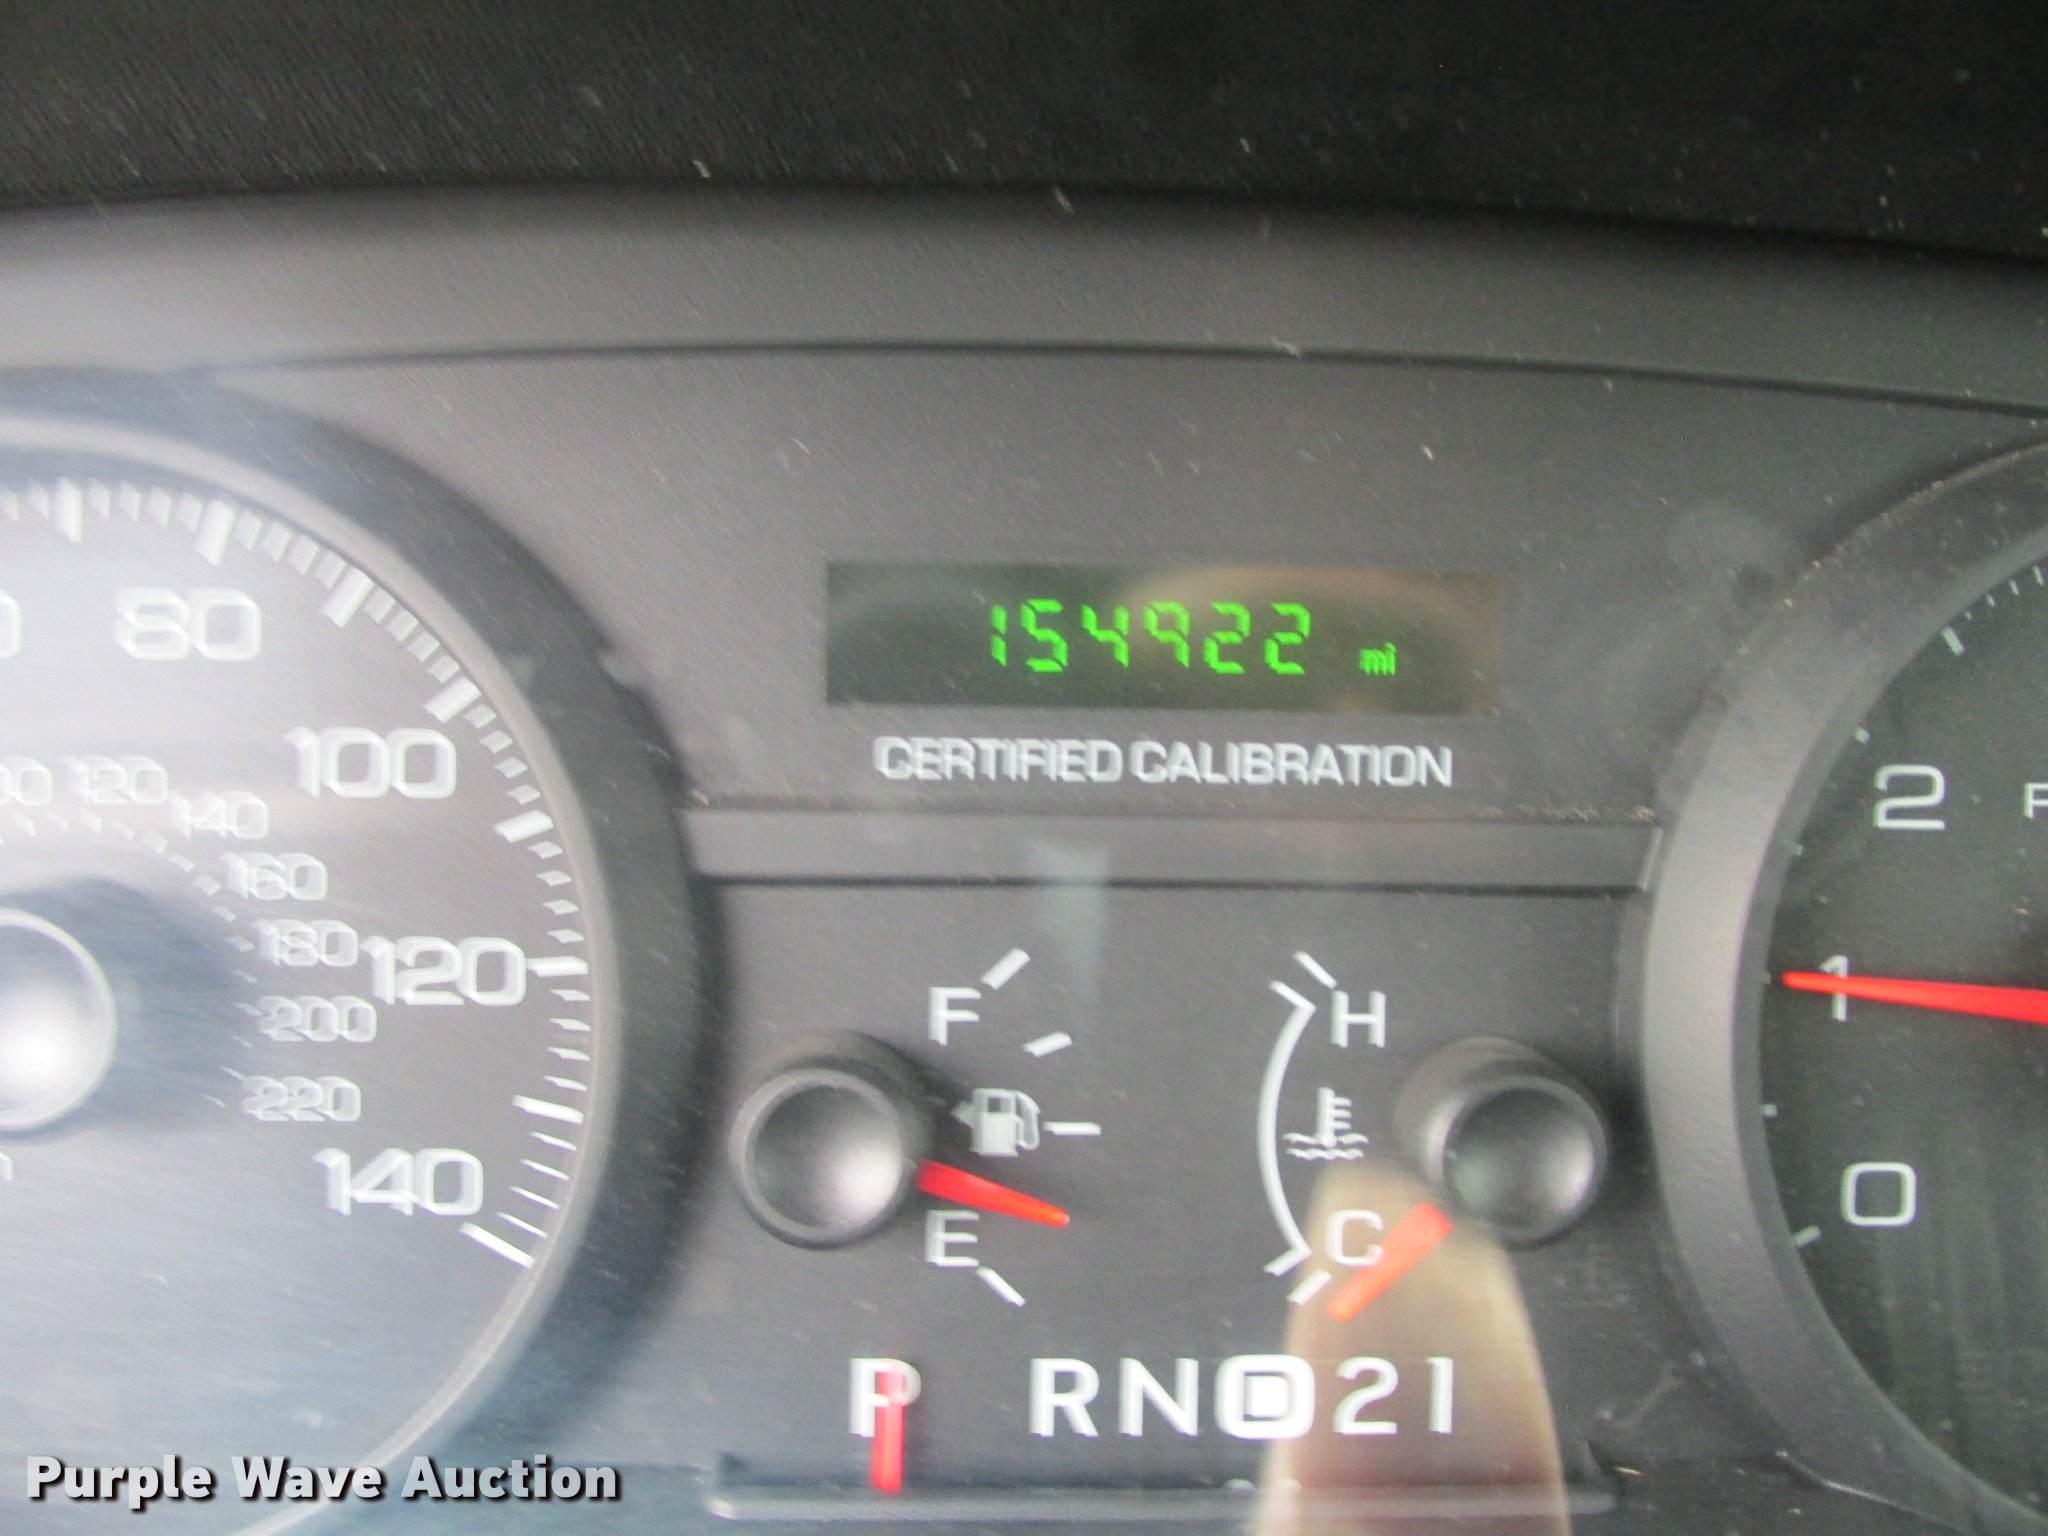 154922 mi
CERTIFIED CALIBRATION
80
100
120
140
120
140
160
180
200
220
F
E
H
C
2
1
0
P R N D 2 1
Purple Wave Auction